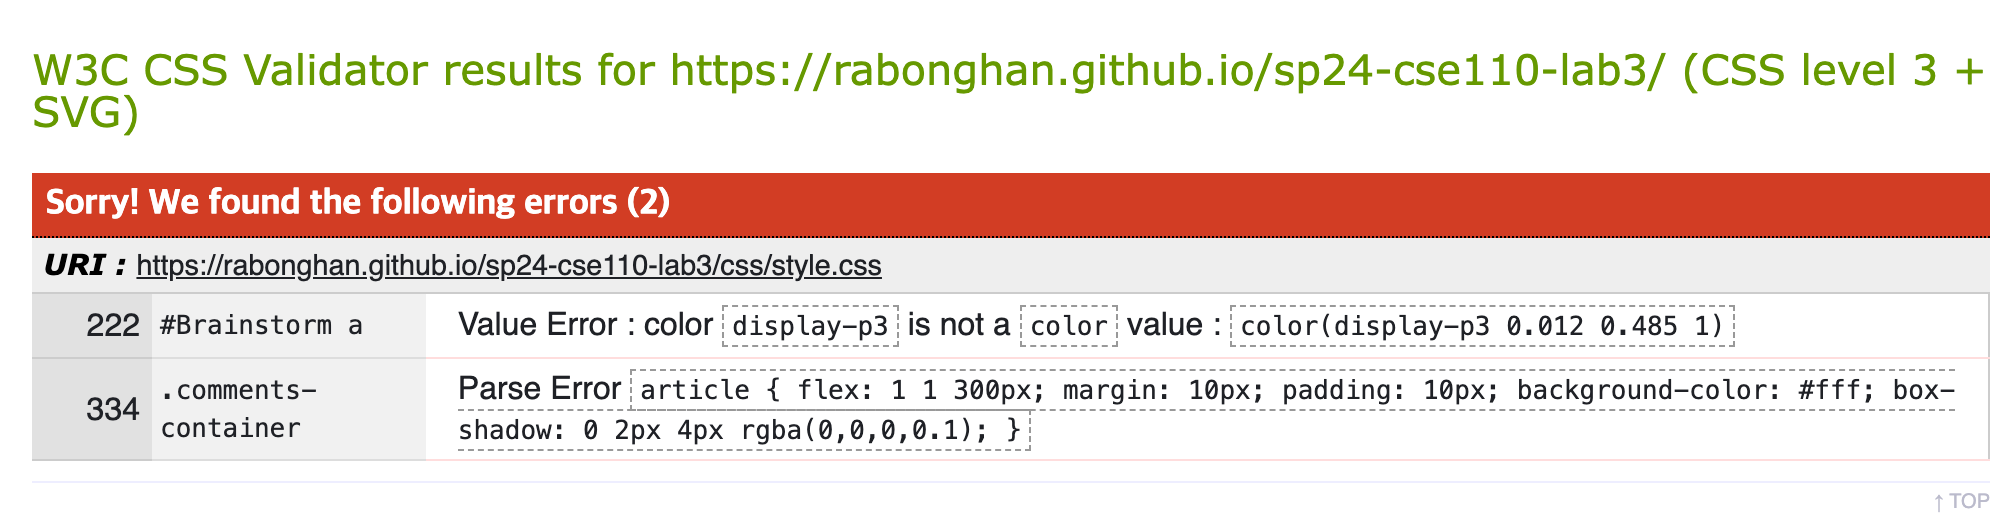 W3C CSS Validator results for https://rabonghan.github.io/sp24-cse110-lab3/ (CSS level 3 +
SVG)
Sorry! We found the following errors (2)
URI : https://rabonghan.github.io/sp24-cse110-lab3/css/style.css
222 #Brainstorm a Value Error : color display-p3 is not a color value : color(display-p3 0.012 0.485 1)
334 .comments-
container
Parse Error article { flex: 1 1 300px; margin: 10px; padding: 10px; background-color: #fff; box-
shadow: 0 2px 4px rgba(0,0,0,0.1); }
↑ TOP